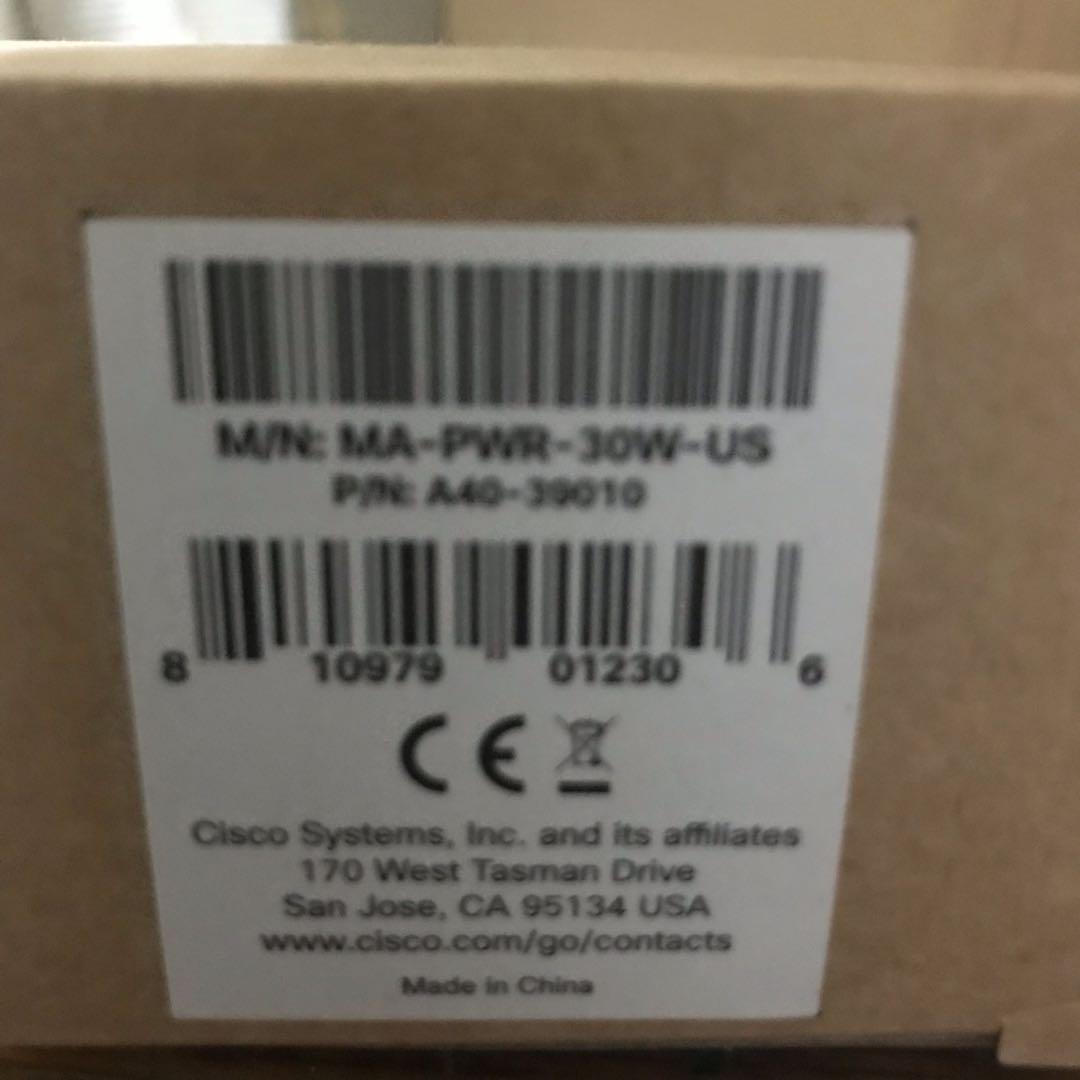 M/N: MA-PWR-30W-US
P/N: A40-39010
8 10979 01230 6
CE
Cisco Systems, Inc. and its affiliates
170 West Tasman Drive
San Jose, CA 95134 USA
www.cisco.com/go/contacts
Made in China